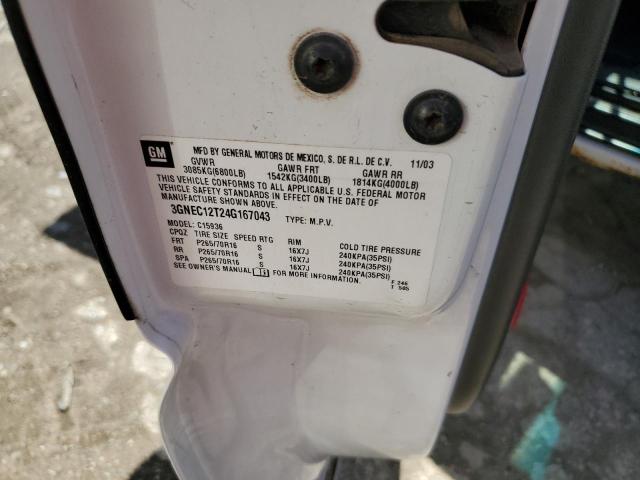 GM
MFD BY GENERAL MOTORS DE MEXICO, S. DE R.L. DE C.V. 11/03
GVWR GAWR FRT GAWR RR
3085KG(6800LB) 1542KG(3400LB) 1814KG(4000LB)
THIS VEHICLE CONFORMS TO ALL APPLICABLE U.S. FEDERAL MOTOR
VEHICLE SAFETY STANDARDS IN EFFECT ON THE DATE OF
MANUFACTURE SHOWN ABOVE.
3GNEC12T24G167043 TYPE: M.P.V.
MODEL: C15936
CPQZ TIRE SIZE SPEED RTG RIM COLD TIRE PRESSURE
FRT P265/70R16 S 16X7J 240KPA(35PSI)
RR P265/70R16 S 16X7J 240KPA(35PSI)
SPA P265/70R16 S 16X7J 240KPA(35PSI)
SEE OWNER'S MANUAL FOR MORE INFORMATION.
F 246
T 505